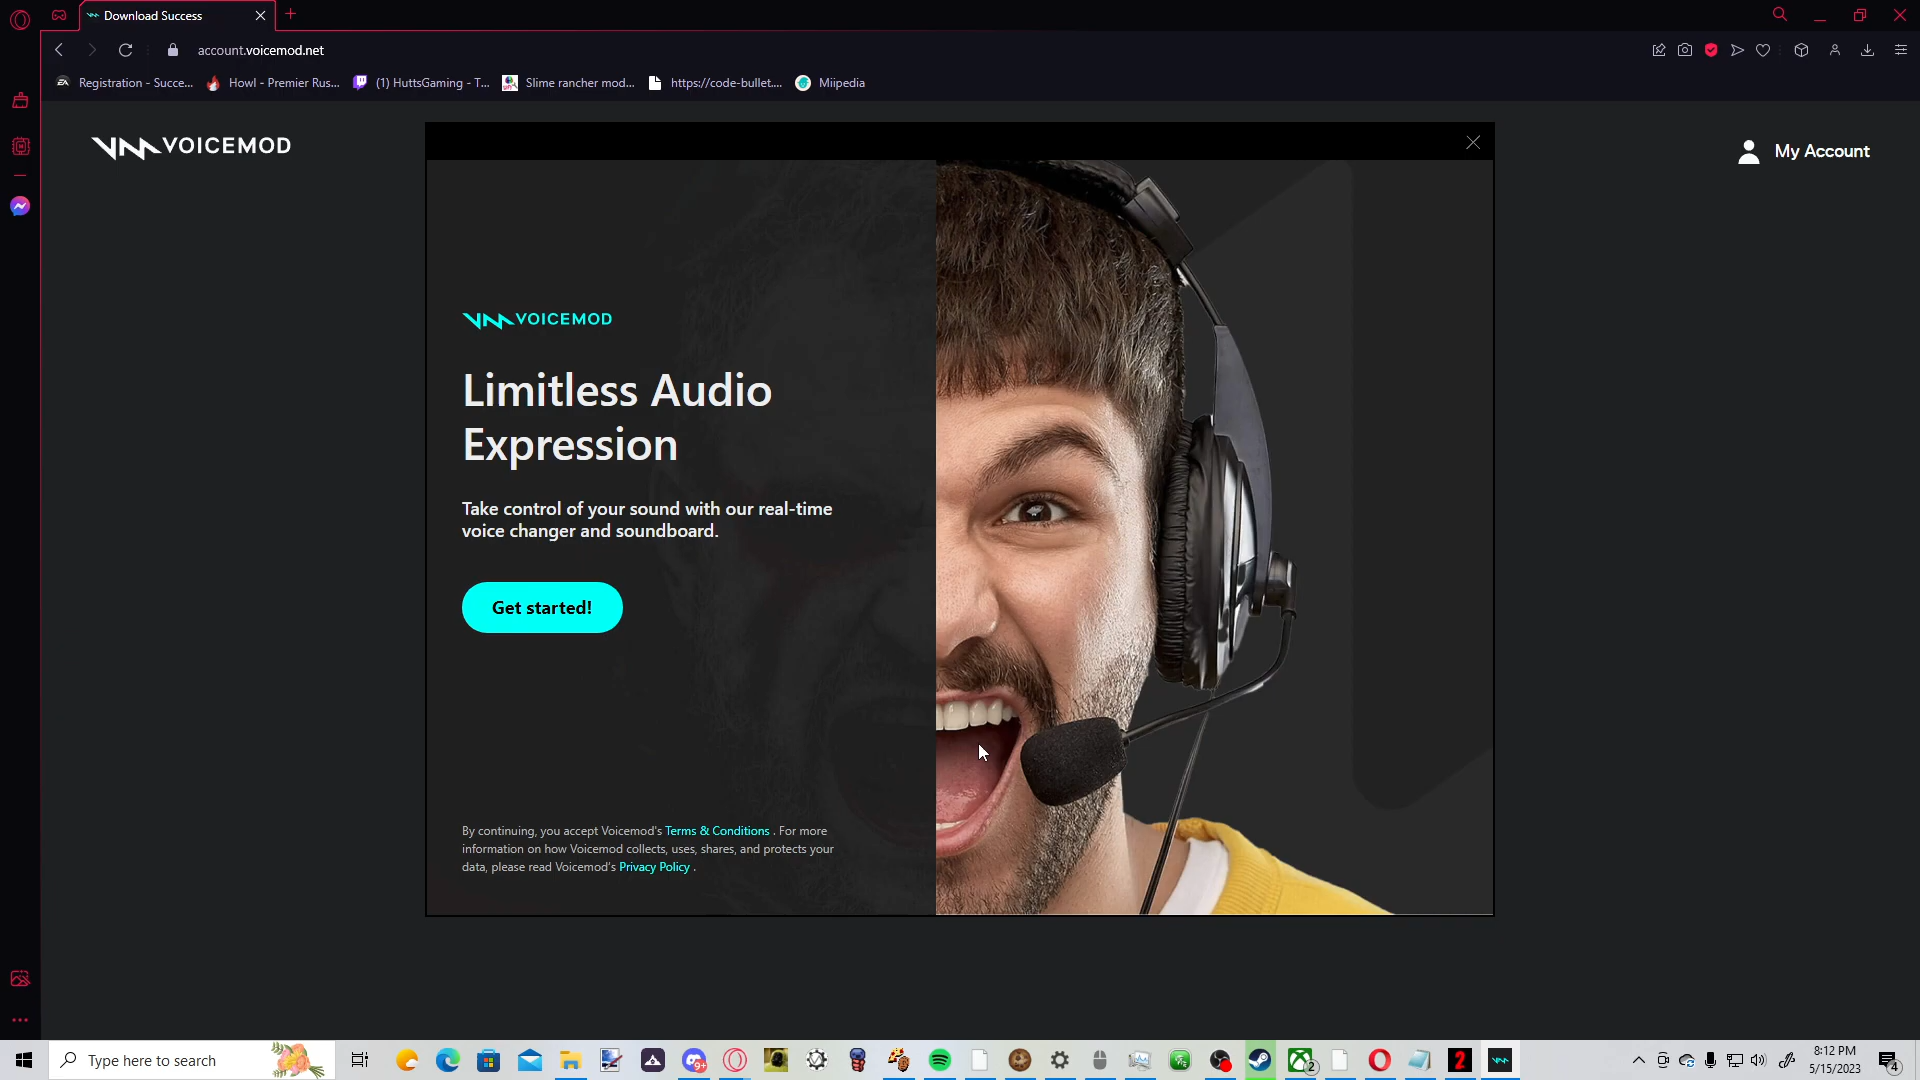 Download Success
account.voicemod.net
Registration - Succe...
Howl - Premier Rus...
(1) HuttsGaming - T...
Slime rancher mod...
https://code-bullet....
Miipedia
VOICEMOD
My Account
VOICEMOD
Limitless Audio
Expression
Take control of your sound with our real-time
voice changer and soundboard.
Get started!
By continuing, you accept Voicemod's Terms & Conditions . For more
information on how Voicemod collects, uses, shares, and protects your
data, please read Voicemod's Privacy Policy .
Type here to search
8:12 PM
5/15/2023